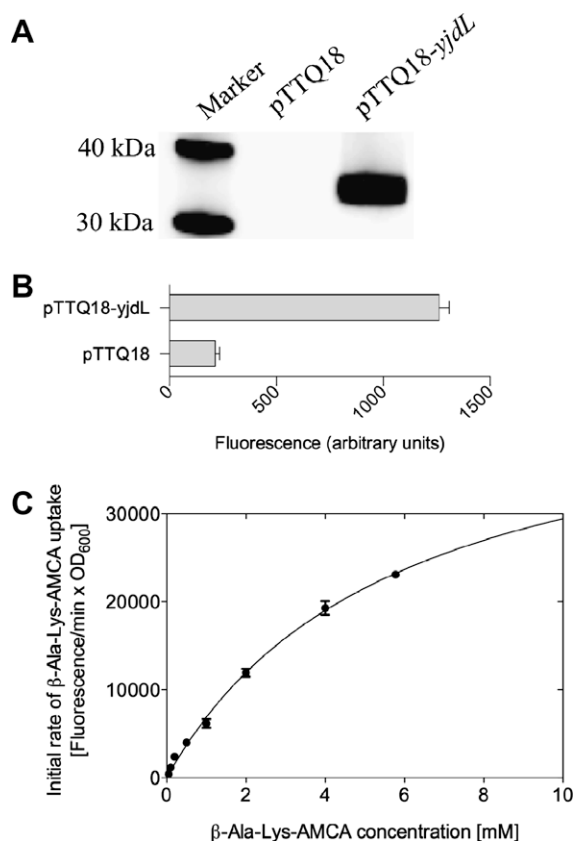 A
Marker
pTTQ18
pTTQ18-yjdL
40 kDa
30 kDa
B
pTTQ18-yjdL
pTTQ18
0
500
1000
1500
Fluorescence (arbitrary units)
C
Initial rate of β-Ala-Lys-AMCA uptake
[Fluorescence/min x OD600]
30000
20000
10000
0
0 2 4 6 8 10
β-Ala-Lys-AMCA concentration [mM]